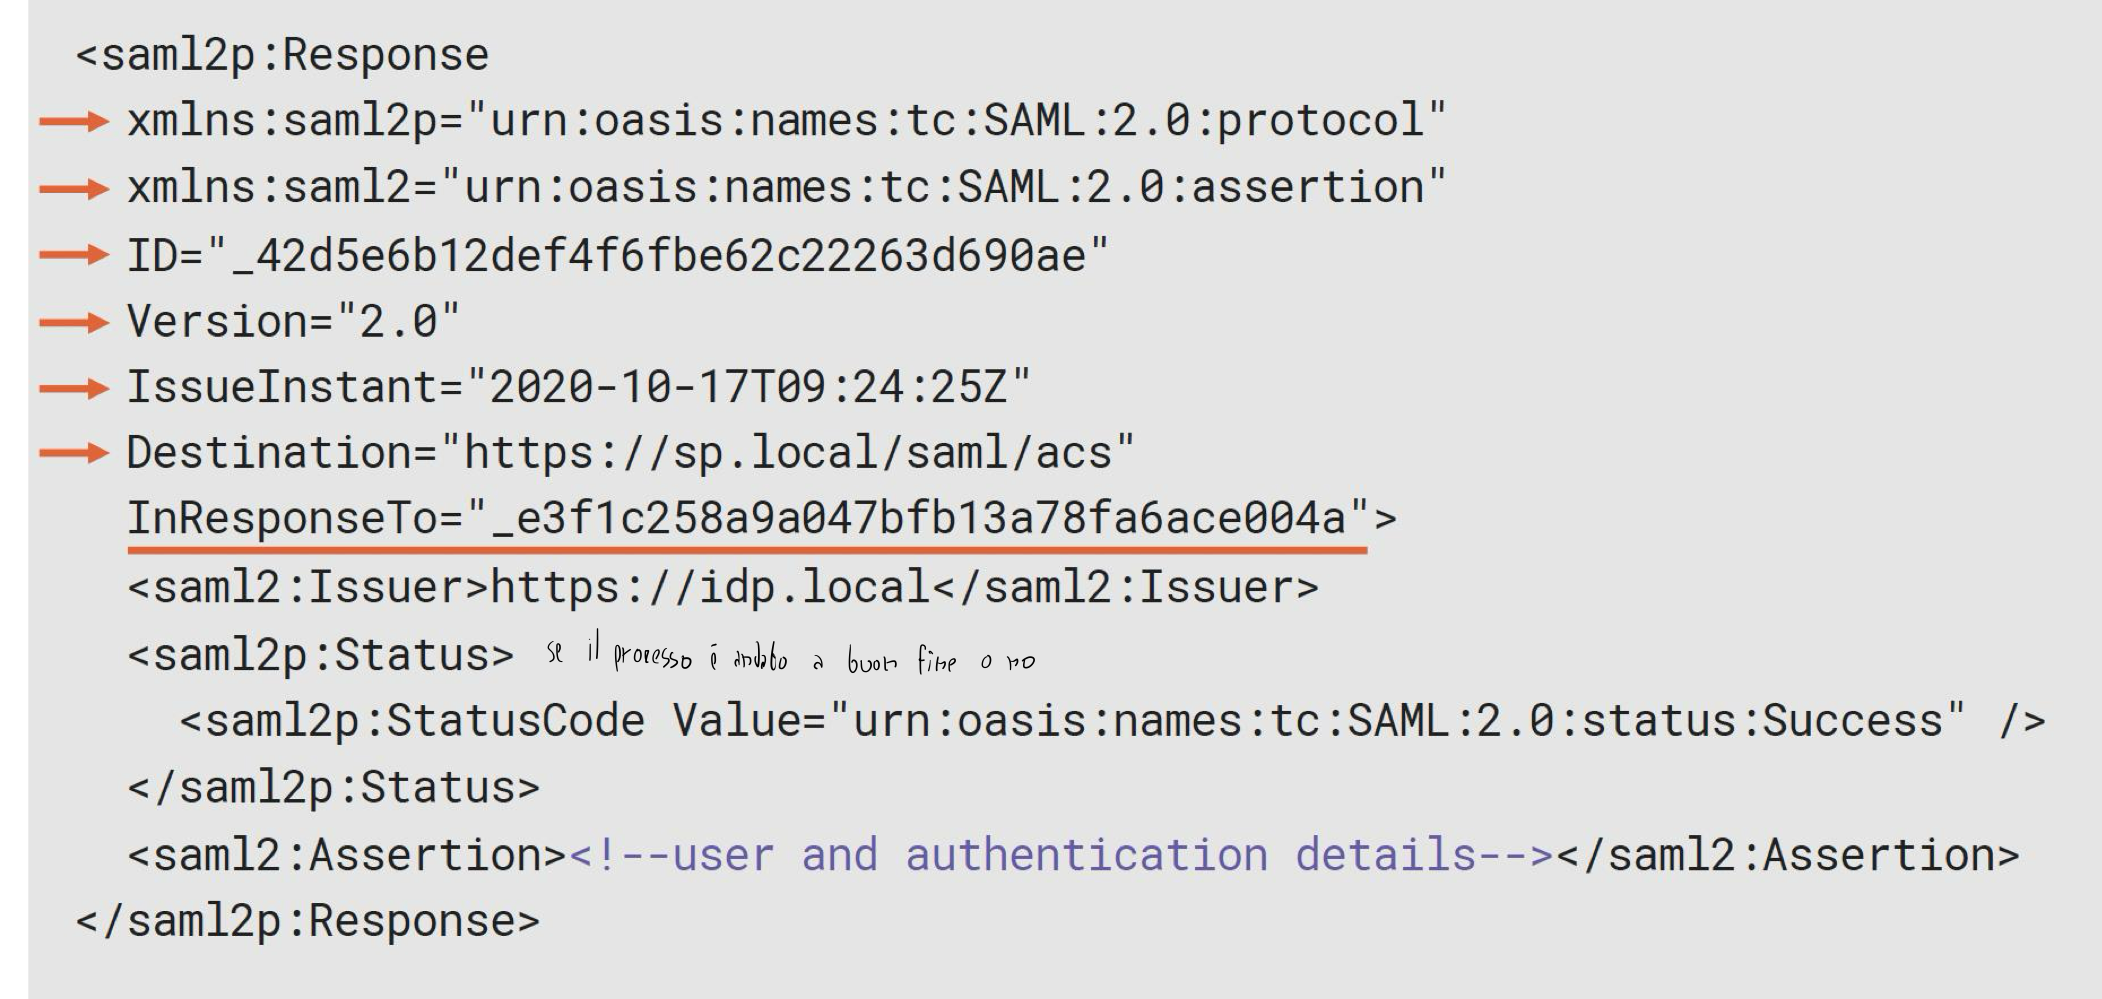 <saml2p:Response
xmlns:saml2p="urn:oasis:names:tc:SAML:2.0:protocol"
xmlns:saml2="urn:oasis:names:tc:SAML:2.0:assertion"
ID="_42d5e6b12def4f6fbe62c22263d690ae"
Version="2.0"
IssueInstant="2020-10-17T09:24:25Z"
Destination="https://sp.local/saml/acs"
InResponseTo="_e3f1c258a9a047bfb13a78fa6ace004a">
<saml2:Issuer>https://idp.local</saml2:Issuer>
<saml2p:Status> se il processo è andato a buon fine o no
<saml2p:StatusCode Value="urn:oasis:names:tc:SAML:2.0:status:Success" />
</saml2p:Status>
<saml2:Assertion><!--user and authentication details--></saml2:Assertion>
</saml2p:Response>